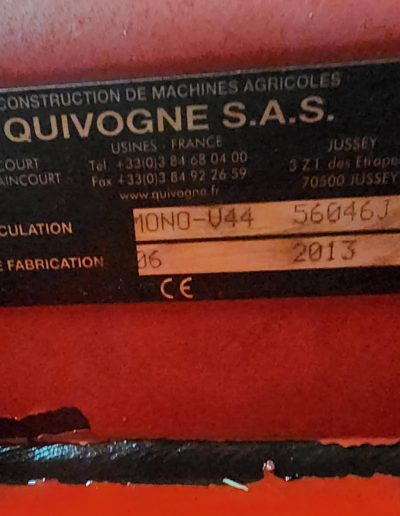 CONSTRUCTION DE MACHINES AGRICOLES
QUIVOGNE S.A.S.
USINES - FRANCE
COURT Tel. +33(0)3 84 68 04 00 JUSSEY
AINCOURT Fax +33(0)3 84 92 26 59 3 Z.I. des Etapes
www.quivogne.fr 70500 JUSSEY
CULATION MONO-V44 56046J
E FABRICATION 06 2013
CE